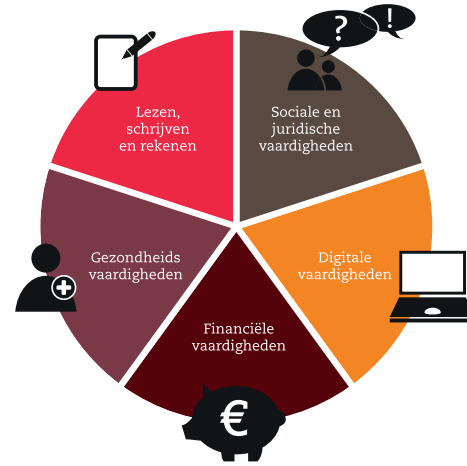 ?
!
Lezen,
schrijven
en rekenen
Sociale en
juridische
vaardigheden
Gezondheids
vaardigheden
Digitale
vaardigheden
Financiële
vaardigheden
€